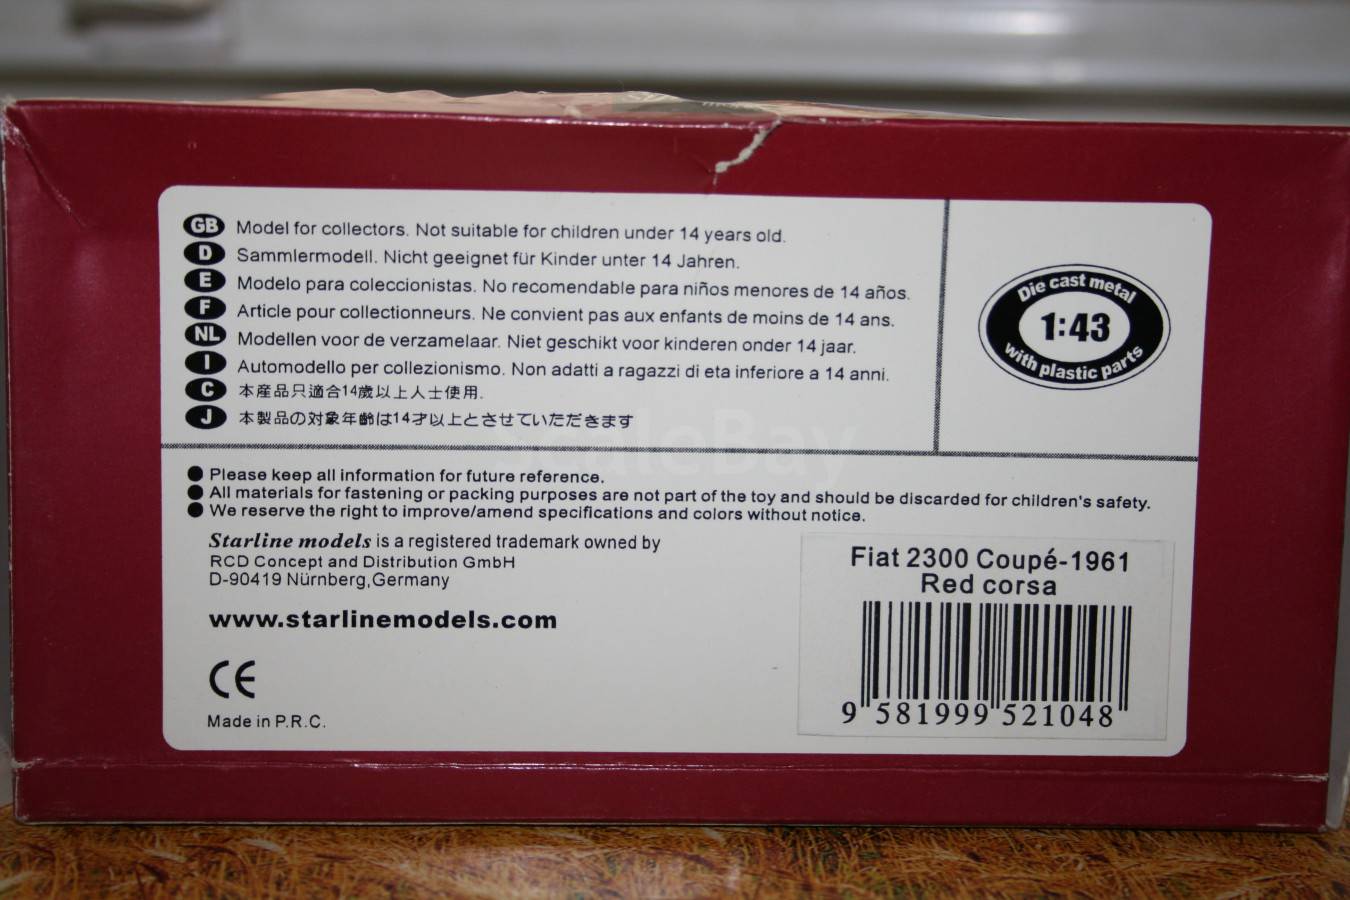 GB Model for collectors. Not suitable for children under 14 years old.
D Sammlermodell. Nicht geeignet für Kinder unter 14 Jahren.
E Modelo para coleccionistas. No recomendable para niños menores de 14 años.
F Article pour collectionneurs. Ne convient pas aux enfants de moins de 14 ans.
NL Modellen voor de verzamelaar. Niet geschikt voor kinderen onder 14 jaar.
I Automodello per collezionismo. Non adatti a ragazzi di eta inferiore a 14 anni.
C 本産品只適合14歲以上人士使用.
J 本製品の対象年齢は14才以上とさせていただきます
Die cast metal
1:43
with plastic parts
ScaleBay
● Please keep all information for future reference.
● All materials for fastening or packing purposes are not part of the toy and should be discarded for children's safety.
● We reserve the right to improve/amend specifications and colors without notice.
Starline models is a registered trademark owned by
RCD Concept and Distribution GmbH
D-90419 Nürnberg,Germany
www.starlinemodels.com
CE
Made in P.R.C.
Fiat 2300 Coupé-1961
Red corsa
9 581999 521048